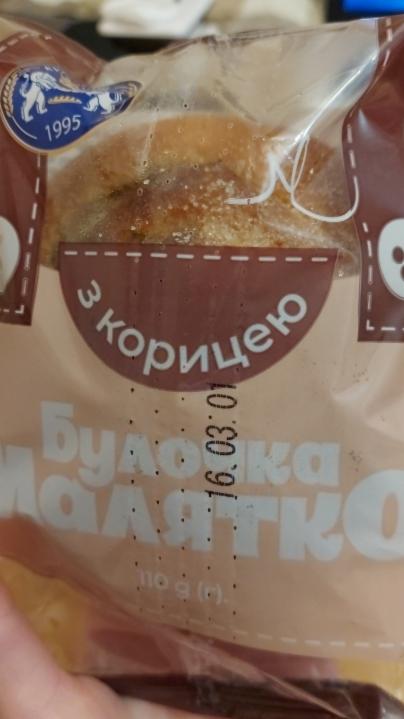 1995
з корицею
16.03.01
Булочка
Малятко
110 g (г).